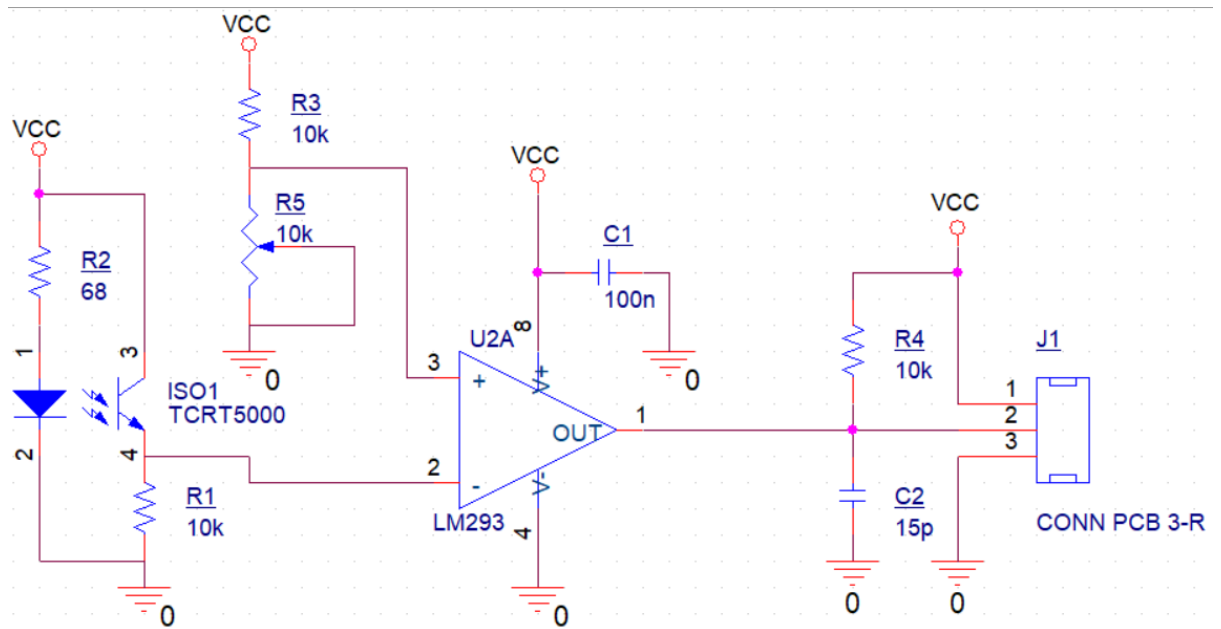 VCC
R3
10k
VCC
R5
10k
R2
68
1
3
ISO1
TCRT5000
2
4
R1
10k
0
0
VCC
C1
100n
0
U2A
8
3
+
V+
OUT
1
2
-
V-
LM293
4
0
VCC
R4
10k
J1
1
2
3
C2
15p
CONN PCB 3-R
0
0